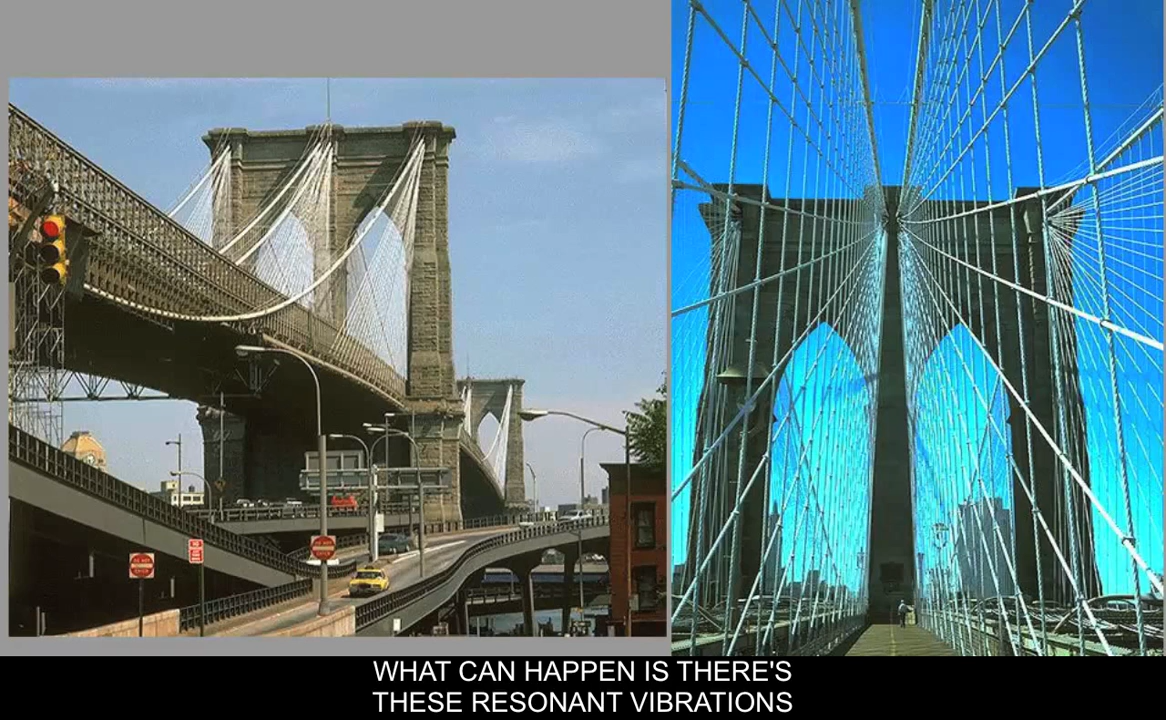 WHAT CAN HAPPEN IS THERE'S
THESE RESONANT VIBRATIONS